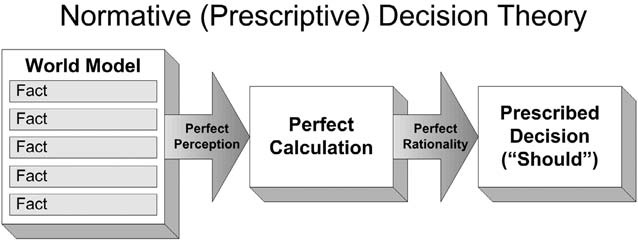 Normative (Prescriptive) Decision Theory
World Model
Fact
Fact
Fact
Fact
Fact
Perfect
Perception
Perfect
Calculation
Perfect
Rationality
Prescribed
Decision
(“Should”)